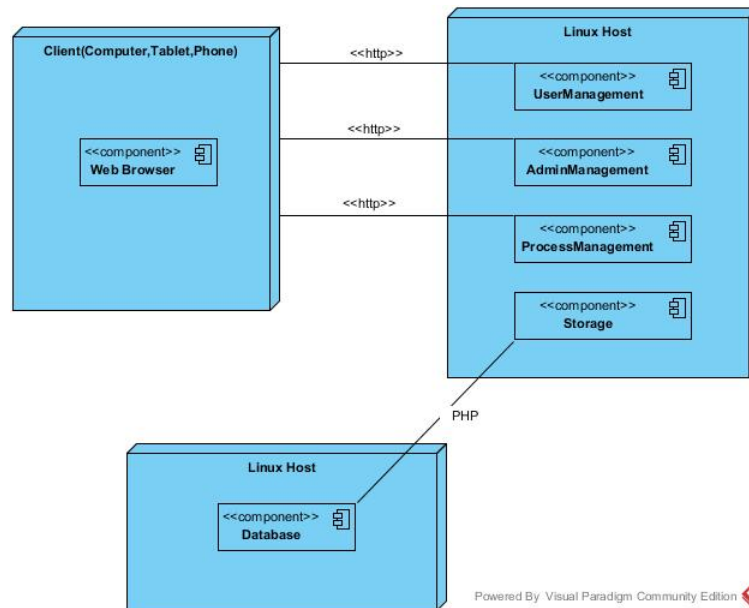 Linux Host
Client(Computer,Tablet,Phone)
<<http>>
<<component>>
UserManagement
<<http>>
<<component>>
AdminManagement
<<component>>
Web Browser
<<http>>
<<component>>
ProcessManagement
<<component>>
Storage
PHP
Linux Host
<<component>>
Database
Powered By Visual Paradigm Community Edition